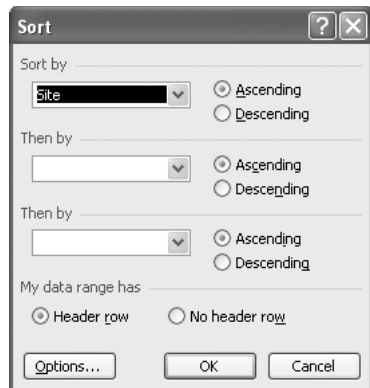 Sort
Sort by
Site
Ascending
Descending
Then by
Ascending
Descending
Then by
Ascending
Descending
My data range has
Header row
No header row
Options...
OK
Cancel